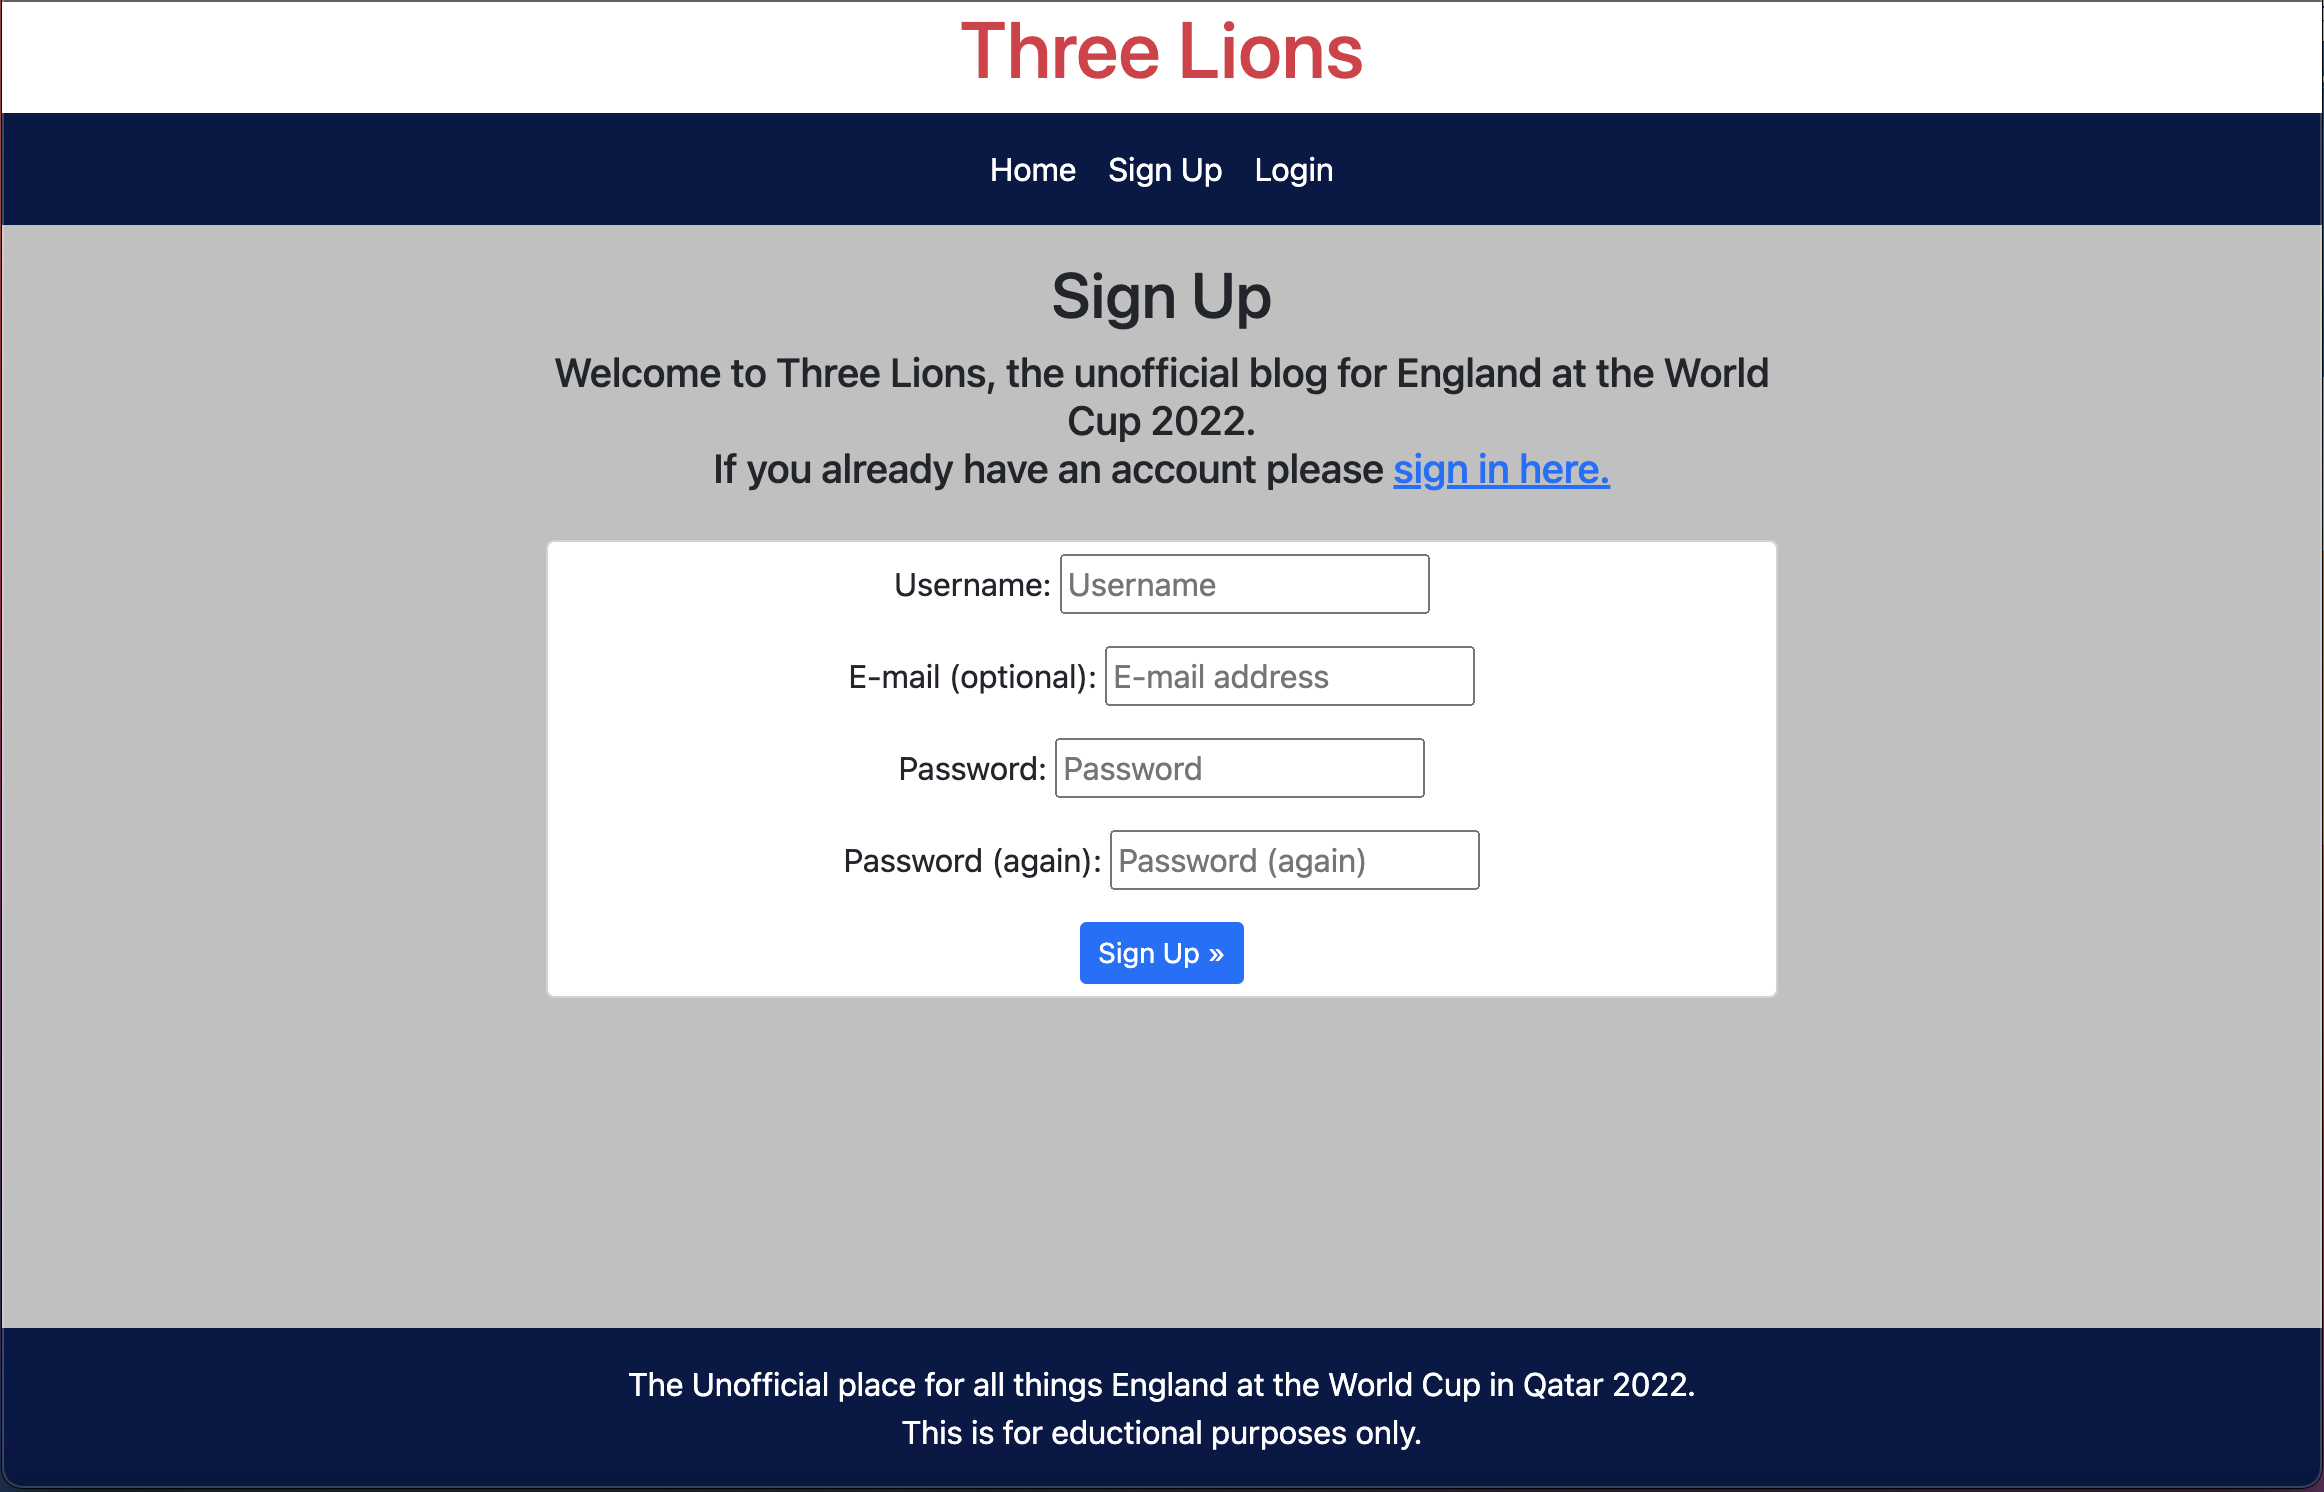 Three Lions
Home Sign Up Login
Sign Up
Welcome to Three Lions, the unofficial blog for England at the World
Cup 2022.
If you already have an account please sign in here.
Username: Username
E-mail (optional): E-mail address
Password: Password
Password (again): Password (again)
Sign Up »
The Unofficial place for all things England at the World Cup in Qatar 2022.
This is for eductional purposes only.